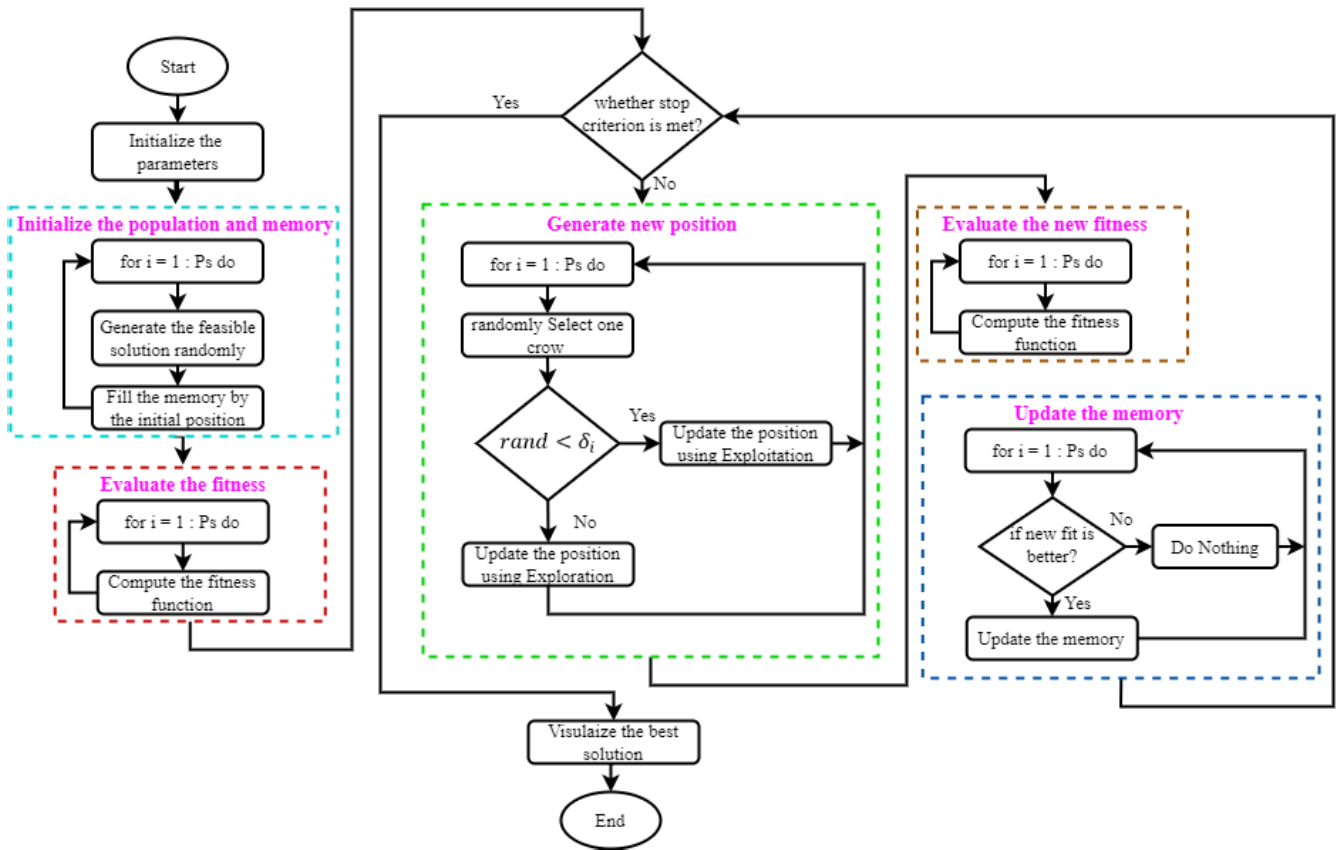 Start
Initialize the
parameters
Initialize the population and memory
for i = 1 : Ps do
Generate the feasible
solution randomly
Fill the memory by
the initial position
Evaluate the fitness
for i = 1 : Ps do
Compute the fitness
function
whether stop
criterion is met?
Yes
No
Generate new position
for i = 1 : Ps do
randomly Select one
crow
rand < δᵢ
Yes
Update the position
using Exploitation
No
Update the position
using Exploration
Evaluate the new fitness
for i = 1 : Ps do
Compute the fitness
function
Update the memory
for i = 1 : Ps do
if new fit is
better?
No
Do Nothing
Yes
Update the memory
Visulaize the best
solution
End